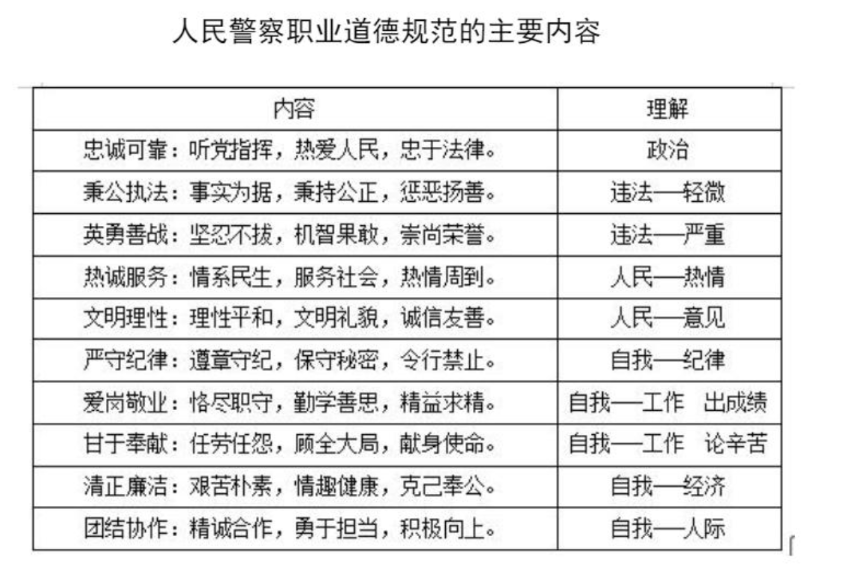 人民警察职业道德规范的主要内容
内容 理解
忠诚可靠：听党指挥，热爱人民，忠于法律。 政治
秉公执法：事实为据，秉持公正，惩恶扬善。 违法——轻微
英勇善战：坚忍不拔，机智果敢，崇尚荣誉。 违法——严重
热诚服务：情系民生，服务社会，热情周到。 人民——热情
文明理性：理性平和，文明礼貌，诚信友善。 人民——意见
严守纪律：遵章守纪，保守秘密，令行禁止。 自我——纪律
爱岗敬业：恪尽职守，勤学善思，精益求精。 自我——工作 出成绩
甘于奉献：任劳任怨，顾全大局，献身使命。 自我——工作 论辛苦
清正廉洁：艰苦朴素，情趣健康，克己奉公。 自我——经济
团结协作：精诚合作，勇于担当，积极向上。 自我——人际